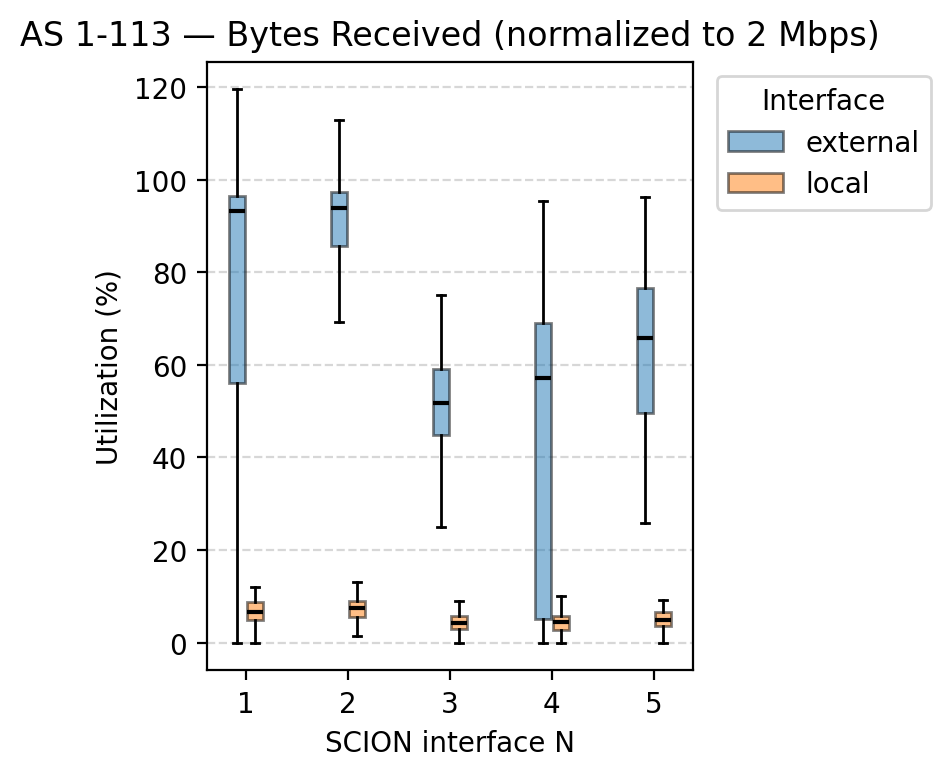 AS 1-113 — Bytes Received (normalized to 2 Mbps)
Interface
external
local
Utilization (%)
120
100
80
60
40
20
0
1 2 3 4 5
SCION interface N